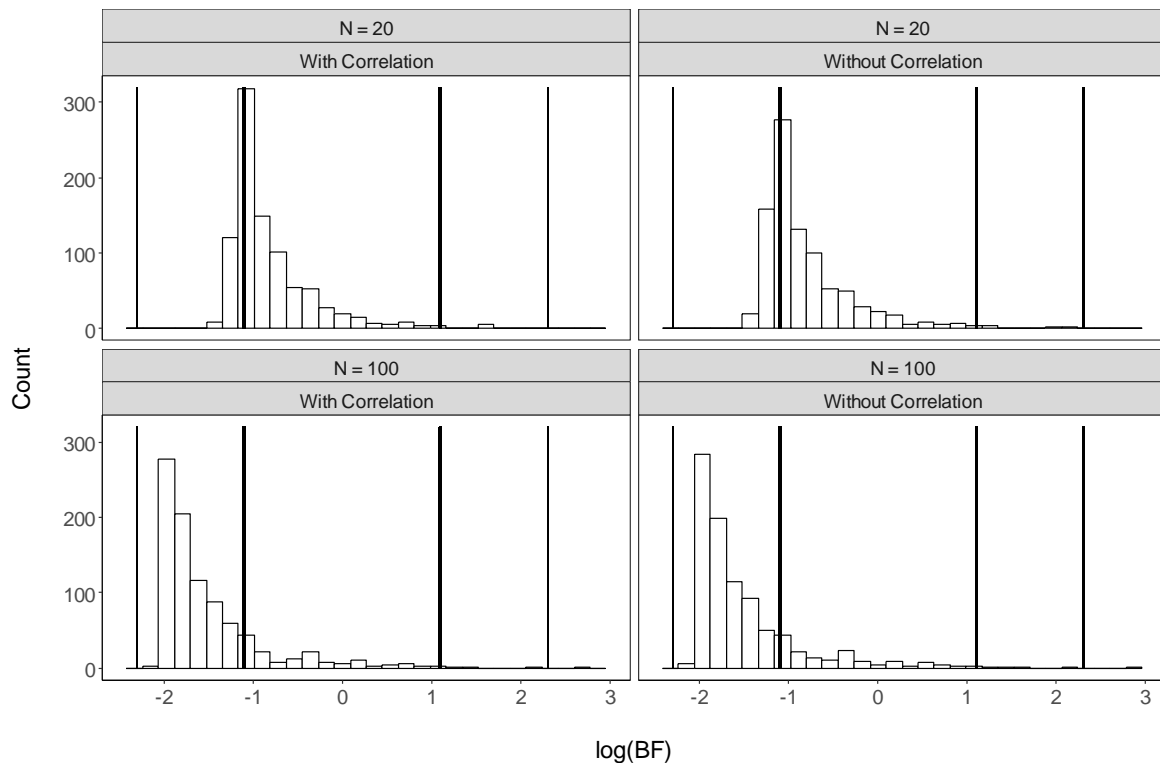 N = 20
With Correlation
N = 20
Without Correlation
300
200
100
0
N = 100
With Correlation
N = 100
Without Correlation
300
200
100
0
Count
-2 -1 0 1 2 3
-2 -1 0 1 2 3
log(BF)